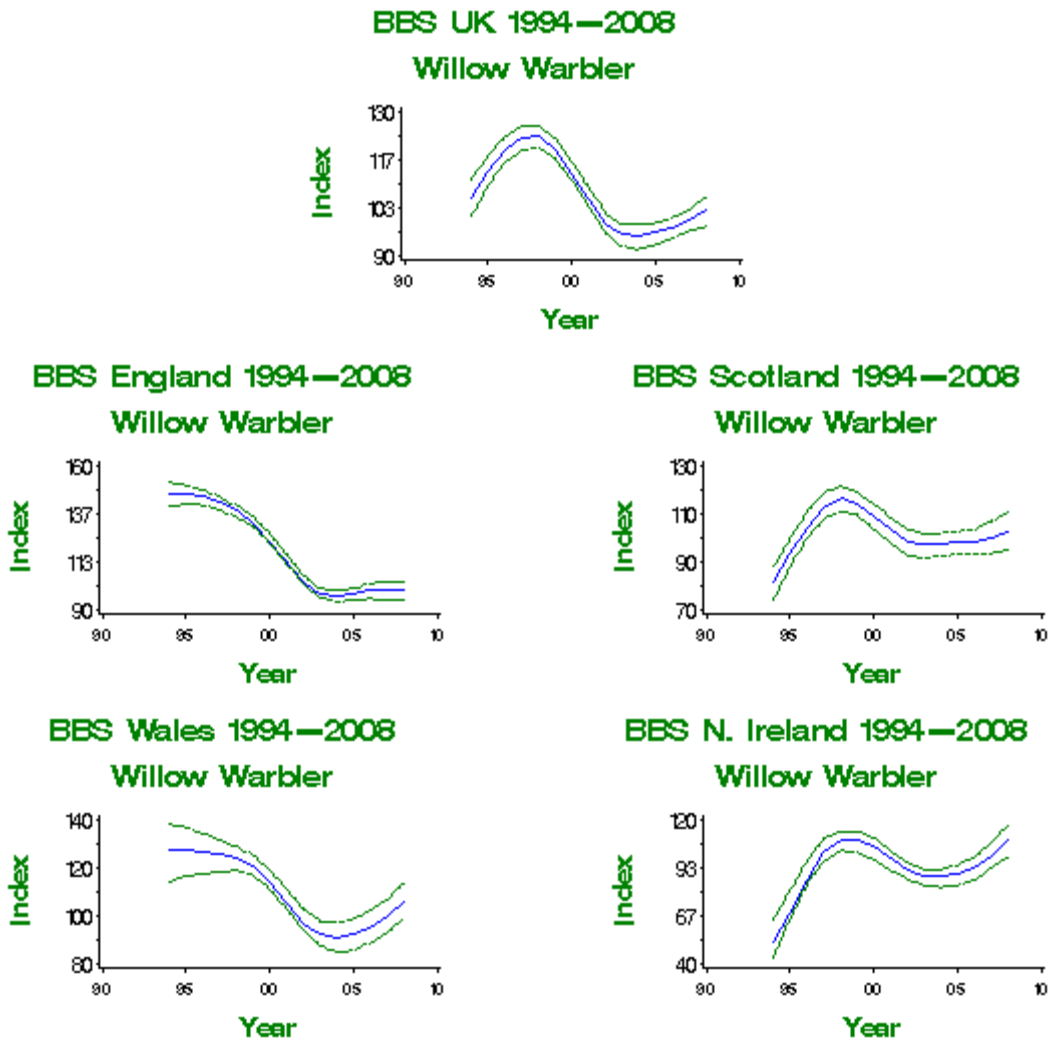 BBS UK 1994—2008
Willow Warbler
Index
130
117
103
90
90 95 00 05 10
Year
BBS England 1994—2008
Willow Warbler
Index
160
137
113
90
90 95 00 05 10
Year
BBS Scotland 1994—2008
Willow Warbler
Index
130
110
90
70
90 95 00 05 10
Year
BBS Wales 1994—2008
Willow Warbler
Index
140
120
100
80
90 95 00 05 10
Year
BBS N. Ireland 1994—2008
Willow Warbler
Index
120
93
67
40
90 95 00 05 10
Year